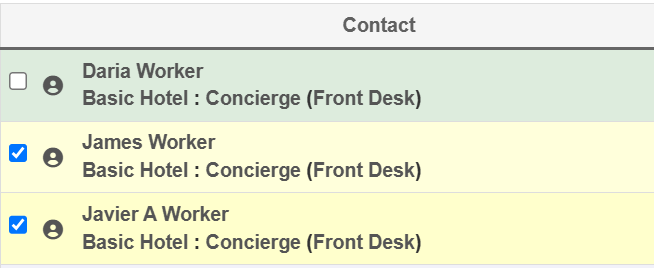 Contact
Daria Worker
Basic Hotel : Concierge (Front Desk)
James Worker
Basic Hotel : Concierge (Front Desk)
Javier A Worker
Basic Hotel : Concierge (Front Desk)